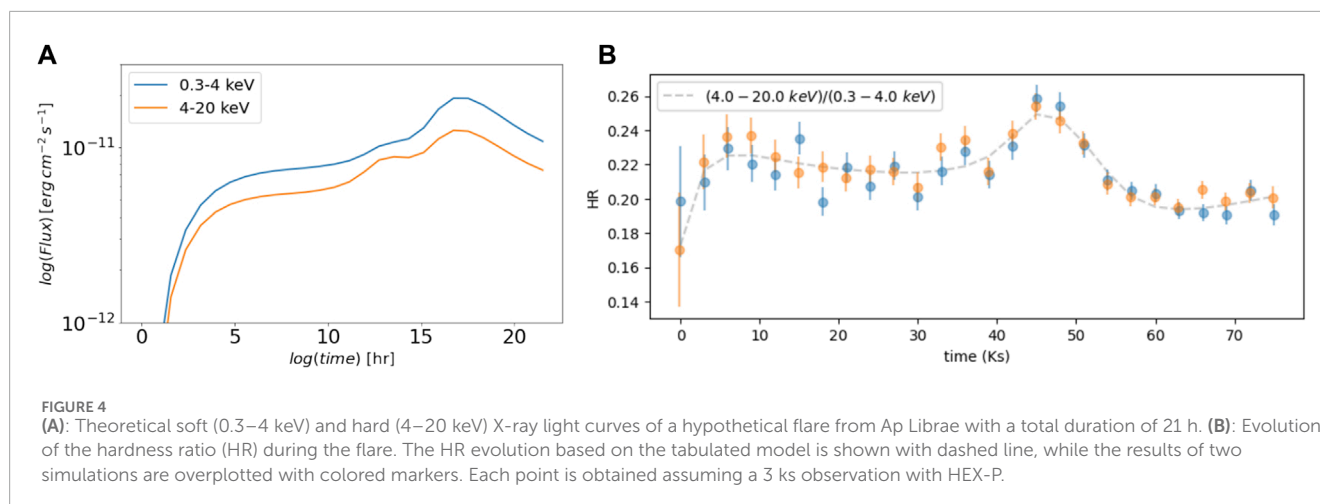 A
0.3-4 keV
4-20 keV
log(Flux) [erg cm⁻² s⁻¹]
10⁻¹¹
10⁻¹²
0 5 10 15 20
log(time) [hr]
B
(4.0 − 20.0 keV)/(0.3 − 4.0 keV)
HR
0.26
0.24
0.22
0.20
0.18
0.16
0.14
0 10 20 30 40 50 60 70
time (Ks)
FIGURE 4
(A): Theoretical soft (0.3–4 keV) and hard (4–20 keV) X-ray light curves of a hypothetical flare from Ap Librae with a total duration of 21 h. (B): Evolution
of the hardness ratio (HR) during the flare. The HR evolution based on the tabulated model is shown with dashed line, while the results of two
simulations are overplotted with colored markers. Each point is obtained assuming a 3 ks observation with HEX-P.